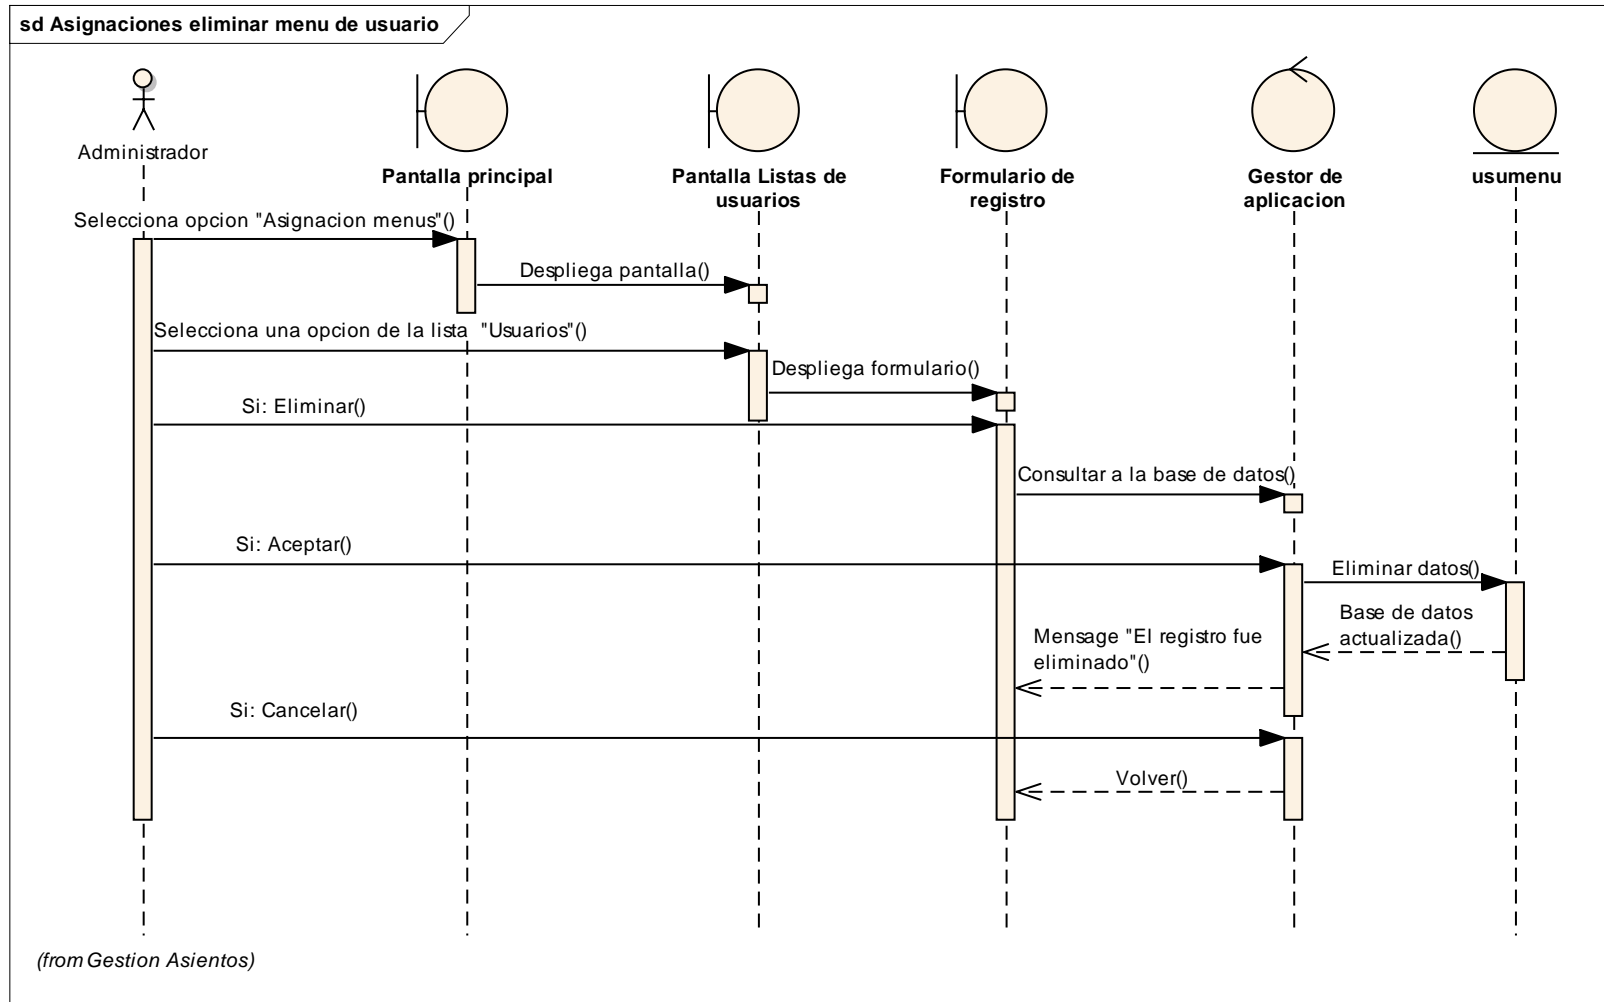 sd Asignaciones eliminar menu de usuario
Administrador
Pantalla principal
Pantalla Listas de
usuarios
Formulario de
registro
Gestor de
aplicacion
usumenu
Selecciona opcion "Asignacion menus"()
Despliega pantalla()
Selecciona una opcion de la lista "Usuarios"()
Despliega formulario()
Si: Eliminar()
Consultar a la base de datos()
Si: Aceptar()
Eliminar datos()
Base de datos
actualizada()
Mensage "El registro fue
eliminado"()
Si: Cancelar()
Volver()
(from Gestion Asientos)